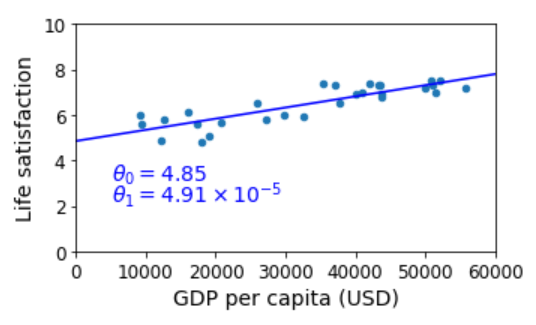 10
8
6
4
2
0
Life satisfaction
θ₀ = 4.85
θ₁ = 4.91 × 10⁻⁵
0 10000 20000 30000 40000 50000 60000
GDP per capita (USD)